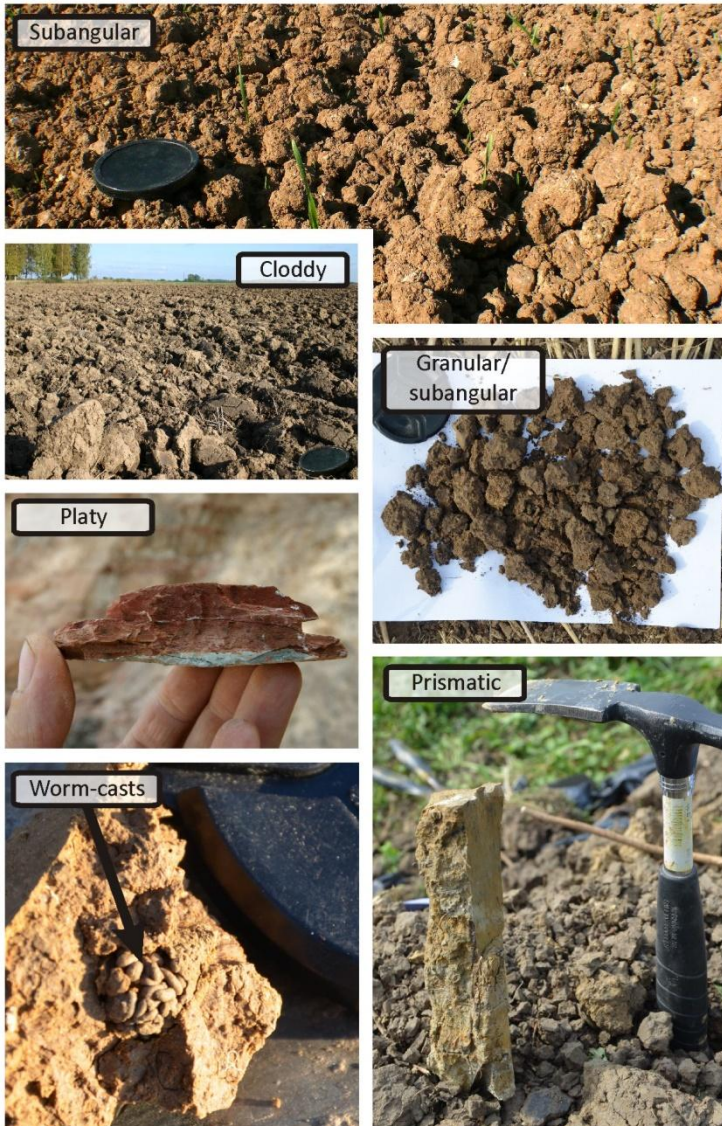 Subangular
Cloddy
Granular/
subangular
Platy
Prismatic
Worm-casts